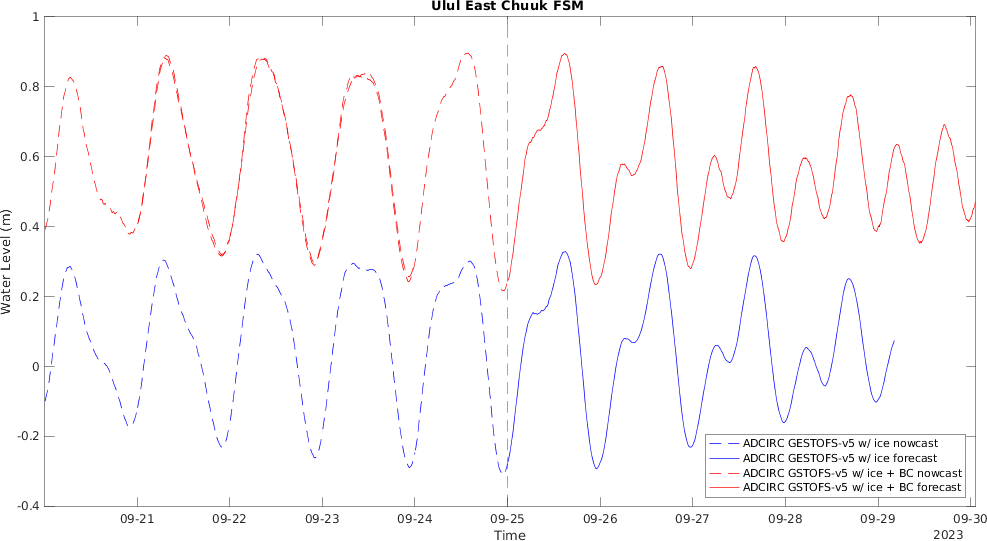 Ulul East Chuuk FSM
1
0.8
0.6
0.4
0.2
0
-0.2
-0.4
Water Level (m)
09-21
09-22
09-23
09-24
09-25
09-26
09-27
09-28
09-29
09-30
Time
2023
ADCIRC GESTOFS-v5 w/ ice nowcast
ADCIRC GESTOFS-v5 w/ ice forecast
ADCIRC GSTOFS-v5 w/ ice + BC nowcast
ADCIRC GSTOFS-v5 w/ ice + BC forecast